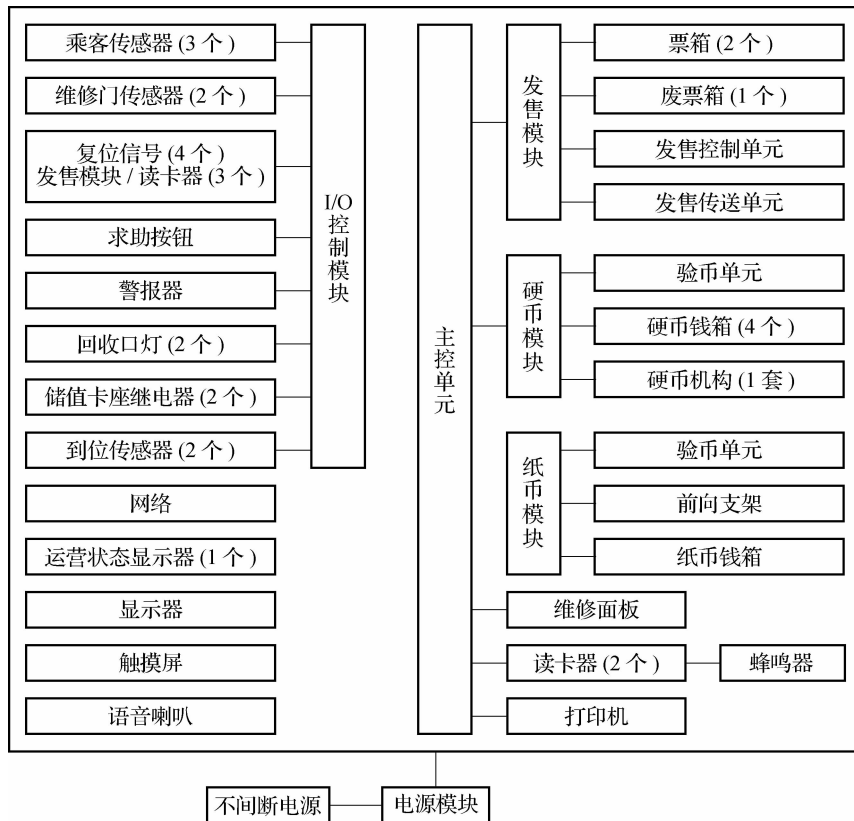 乘客传感器 (3 个)
维修门传感器 (2 个)
复位信号 (4 个)
发售模块 / 读卡器 (3 个)
求助按钮
警报器
回收口灯 (2 个)
储值卡座继电器 (2 个)
到位传感器 (2 个)
网络
运营状态显示器 (1 个)
显示器
触摸屏
语音喇叭
I/O控制模块
主控单元
发售模块
票箱 (2 个)
废票箱 (1 个)
发售控制单元
发售传送单元
硬币模块
验币单元
硬币钱箱 (4 个)
硬币机构 (1 套)
纸币模块
验币单元
前向支架
纸币钱箱
维修面板
读卡器 (2 个)
蜂鸣器
打印机
不间断电源
电源模块